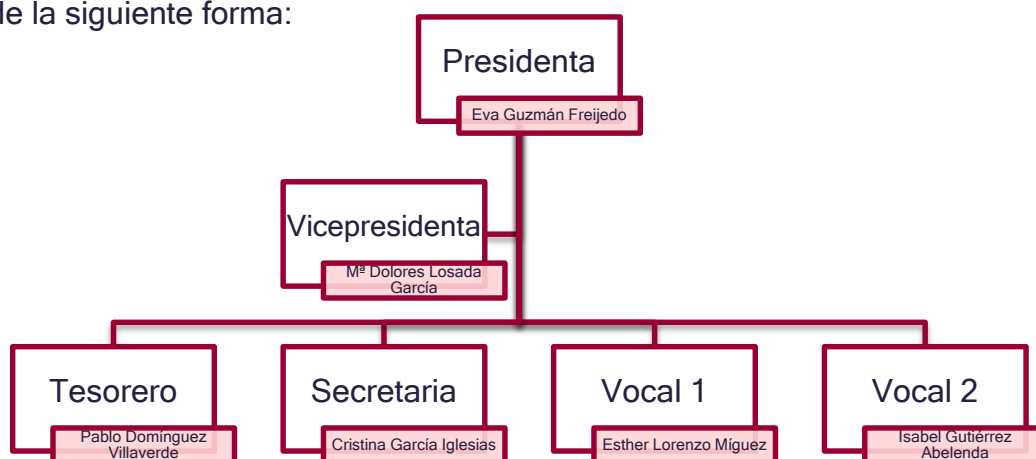 de la siguiente forma:
Presidenta
Eva Guzmán Freijedo
Vicepresidenta
Mª Dolores Losada
García
Tesorero
Pablo Domínguez
Villaverde
Secretaria
Cristina García Iglesias
Vocal 1
Esther Lorenzo Míguez
Vocal 2
Isabel Gutiérrez
Abelenda